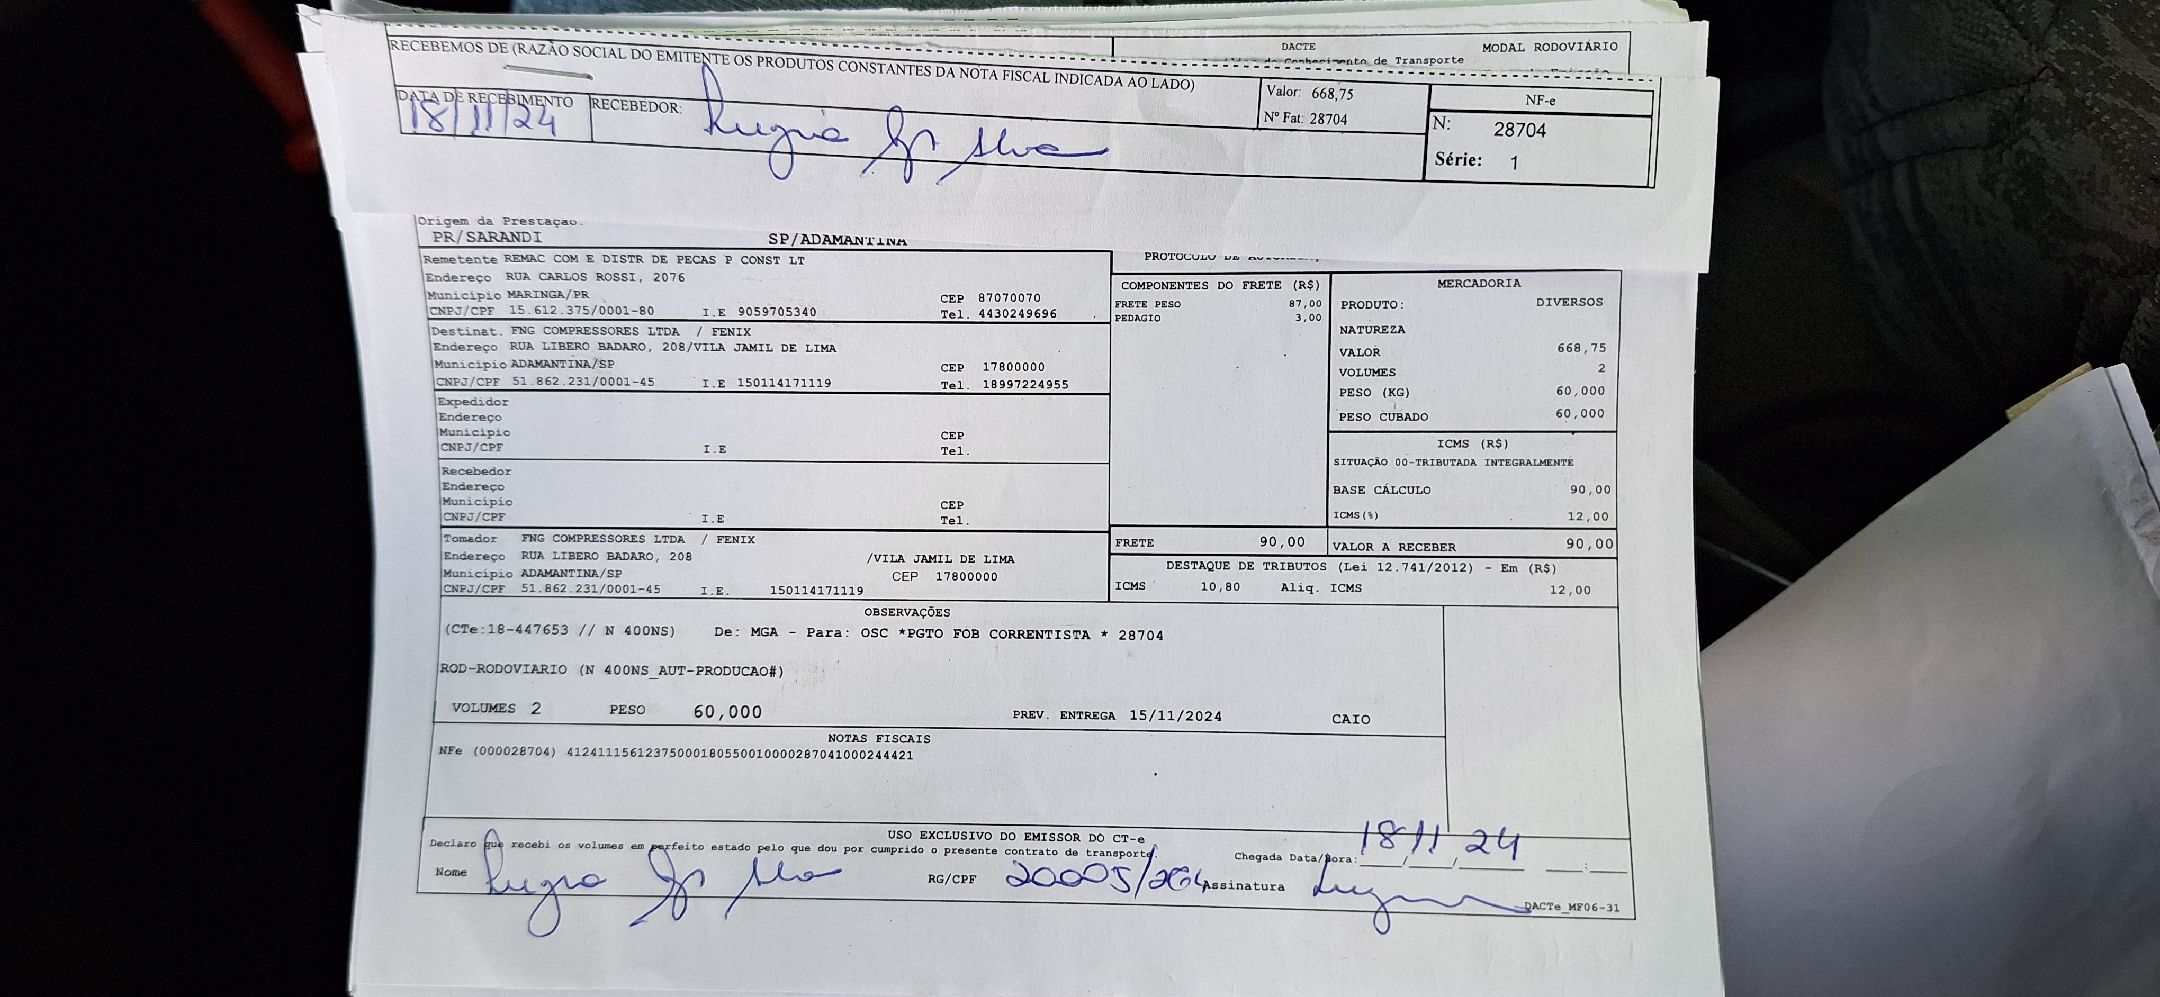 DACTE
MODAL RODOVIÁRIO
de Conhecimento de Transporte
RECEBEMOS DE (RAZÃO SOCIAL DO EMITENTE OS PRODUTOS CONSTANTES DA NOTA FISCAL INDICADA AO LADO)
DATA DE RECEBIMENTO
18/11/24
RECEBEDOR:
Valor: 668,75
Nº Fat: 28704
NF-e
N: 28704
Série: 1
Origem da Prestação.
PR/SARANDI SP/ADAMANTINA
Remetente REMAC COM E DISTR DE PECAS P CONST LT
Endereço RUA CARLOS ROSSI, 2076
Município MARINGA/PR CEP 87070070
CNPJ/CPF 15.612.375/0001-80 I.E 9059705340 Tel. 4430249696
Destinat. FNG COMPRESSORES LTDA / FENIX
Endereço RUA LIBERO BADARO, 208/VILA JAMIL DE LIMA
Município ADAMANTINA/SP CEP 17800000
CNPJ/CPF 51.862.231/0001-45 I.E 150114171119 Tel. 18997224955
Expedidor
Endereço
Município CEP
CNPJ/CPF I.E Tel.
Recebedor
Endereço
Município CEP
CNPJ/CPF I.E Tel.
Tomador FNG COMPRESSORES LTDA / FENIX
Endereço RUA LIBERO BADARO, 208 /VILA JAMIL DE LIMA
Município ADAMANTINA/SP CEP 17800000
CNPJ/CPF 51.862.231/0001-45 I.E. 150114171119
PROTOCOLO DE
COMPONENTES DO FRETE (R$)
FRETE PESO 87,00
PEDAGIO 3,00
MERCADORIA
PRODUTO: DIVERSOS
NATUREZA
VALOR 668,75
VOLUMES 2
PESO (KG) 60,000
PESO CUBADO 60,000
ICMS (R$)
SITUAÇÃO 00-TRIBUTADA INTEGRALMENTE
BASE CÁLCULO 90,00
ICMS(%) 12,00
FRETE 90,00 VALOR A RECEBER 90,00
DESTAQUE DE TRIBUTOS (Lei 12.741/2012) - Em (R$)
ICMS 10,80 Aliq. ICMS 12,00
OBSERVAÇÕES
(CTe:18-447653 // N 400NS) De: MGA - Para: OSC *PGTO FOB CORRENTISTA * 28704
ROD-RODOVIARIO (N 400NS_AUT-PRODUCAO#)
VOLUMES 2 PESO 60,000 PREV. ENTREGA 15/11/2024 CAIO
NOTAS FISCAIS
NFe (000028704) 41241115612375000180550010000287041000244421
USO EXCLUSIVO DO EMISSOR DO CT-e
Declaro que recebi os volumes em perfeito estado pelo que dou por cumprido o presente contrato de transporte.
Chegada Data/Hora: 18 11 24
Nome RG/CPF Assinatura
DACTe_MF06-31